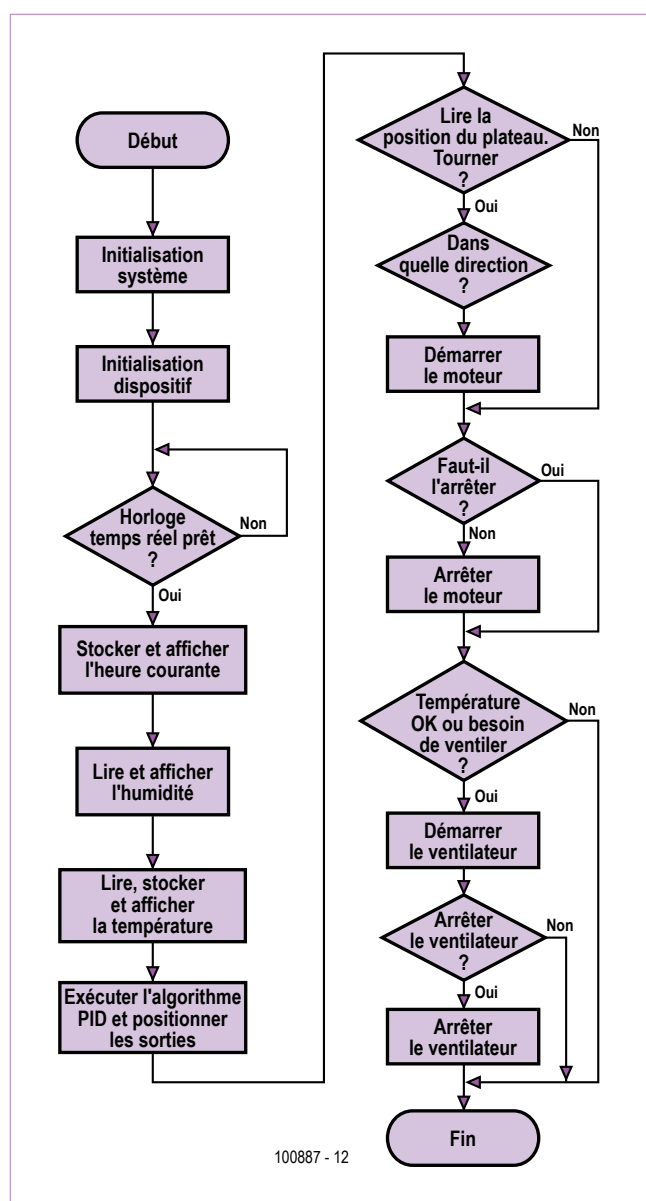 Début
Initialisation
système
Initialisation
dispositif
Horloge
temps réel prêt
?
Non
Oui
Stocker et afficher
l'heure courante
Lire et afficher
l'humidité
Lire, stocker
et afficher
la température
Exécuter l'algorithme
PID et positionner
les sorties
Lire la
position du plateau.
Tourner
?
Non
Oui
Dans
quelle direction
?
Démarrer
le moteur
Faut-il
l'arrêter
?
Oui
Non
Arrêter
le moteur
Température
OK ou besoin
de ventiler
?
Non
Oui
Démarrer
le ventilateur
Arrêter
le ventilateur
?
Non
Oui
Arrêter
le ventilateur
Fin
100887 - 12